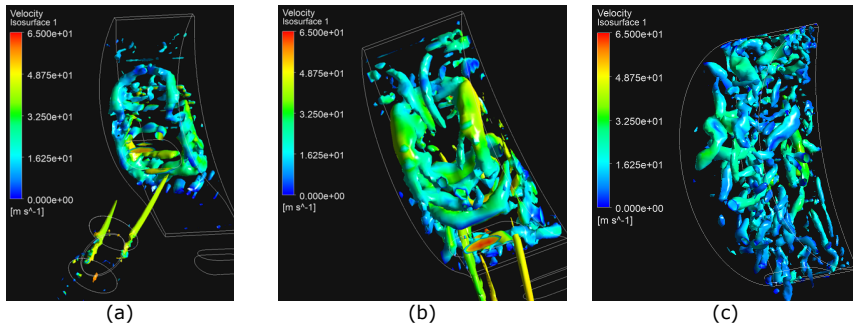 Velocity
Isosurface 1
6.500e+01
4.875e+01
3.250e+01
1.625e+01
0.000e+00
[m s^-1]
(a)
Velocity
Isosurface 1
6.500e+01
4.875e+01
3.250e+01
1.625e+01
0.000e+00
[m s^-1]
(b)
Velocity
Isosurface 1
6.500e+01
4.875e+01
3.250e+01
1.625e+01
0.000e+00
[m s^-1]
(c)